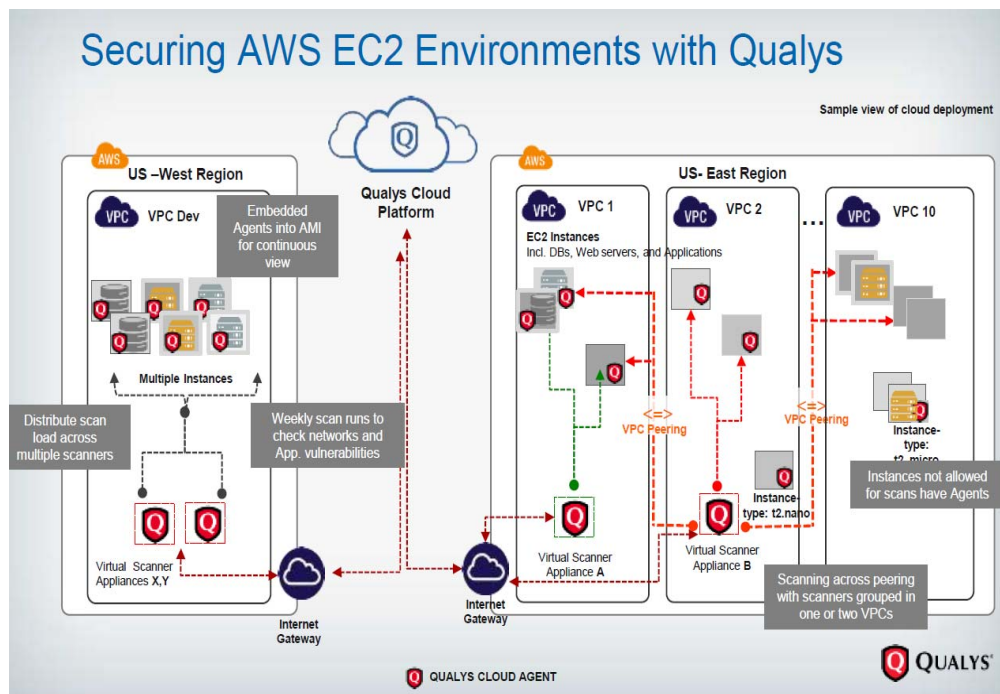 Securing AWS EC2 Environments with Qualys
Sample view of cloud deployment
Q
Qualys Cloud
Platform
AWS
US –West Region
VPC
VPC Dev
Embedded
Agents into AMI
for continuous
view
Q
Q
Q
Q
Q
Q
Multiple Instances
Distribute scan
load across
multiple scanners
Weekly scan runs to
check networks and
App. vulnerabilities
Q
Q
Virtual Scanner
Appliances X,Y
Internet
Gateway
AWS
US- East Region
VPC
VPC 1
EC2 Instances
Incl. DBs, Web servers, and Applications
Q
Q
Q
Q
Virtual Scanner
Appliance A
Internet
Gateway
VPC
VPC 2
Q
Q
<=>
VPC Peering
Q
Instance-
type: t2.nano
Q
Virtual Scanner
Appliance B
...
VPC
VPC 10
Q
<=>
VPC Peering
Q
Instance-
type:
t2.micro
Instances not allowed
for scans have Agents
Scanning across peering
with scanners grouped in
one or two VPCs
Q QUALYS CLOUD AGENT
Q QUALYS®